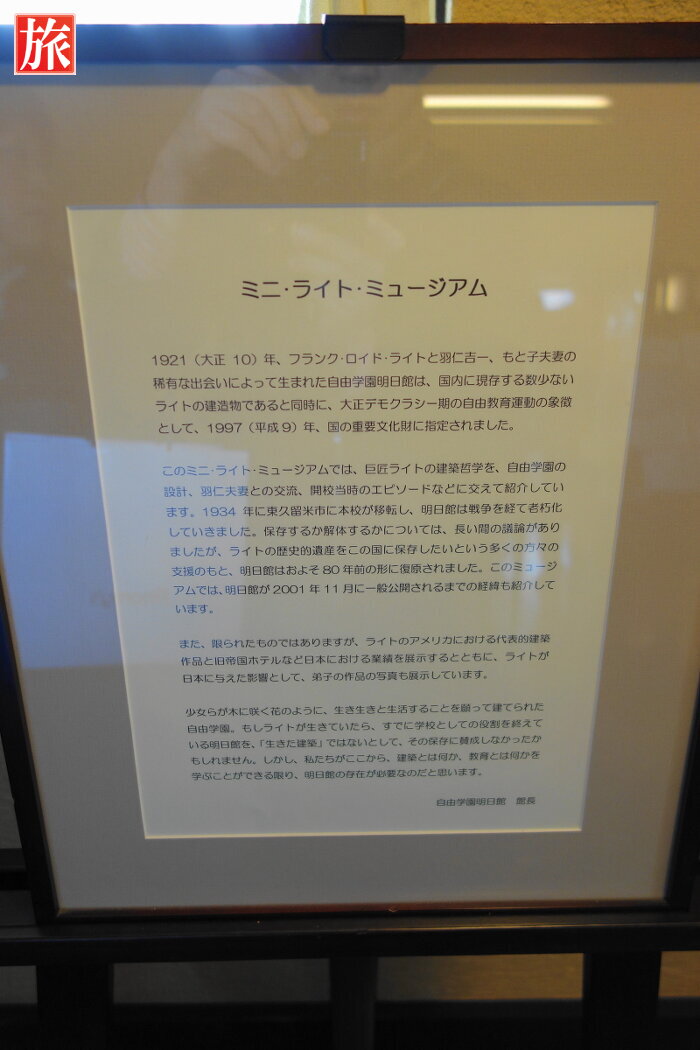 旅
ミニ・ライト・ミュージアム
1921（大正 10）年、フランク・ロイド・ライトと羽仁吉一、もと子夫妻の
稀有な出会いによって生まれた自由学園明日館は、国内に現存する数少ない
ライトの建造物であると同時に、大正デモクラシー期の自由教育運動の象徴
として、1997（平成 9）年、国の重要文化財に指定されました。
このミニ・ライト・ミュージアムでは、巨匠ライトの建築哲学を、自由学園の
設計、羽仁夫妻との交流、開校当時のエピソードなどに交えて紹介してい
ます。1934 年に東久留米市に本校が移転し、明日館は戦争を経て老朽化
していきました。保存するか解体するかについては、長い間の議論があり
ましたが、ライトの歴史的遺産をこの国に保存したいという多くの方々の
支援のもと、明日館はおよそ 80 年前の形に復原されました。このミュージ
アムでは、明日館が 2001 年 11 月に一般公開されるまでの経緯も紹介して
います。
また、限られたものではありますが、ライトのアメリカにおける代表的建築
作品と旧帝国ホテルなど日本における業績を展示するとともに、ライトが
日本に与えた影響として、弟子の作品の写真も展示しています。
少女らが木に咲く花のように、生き生きと生活することを願って建てられた
自由学園。もしライトが生きていたら、すでに学校としての役割を終えて
いる明日館を、「生きた建築」ではないとして、その保存に賛成しなかったか
もしれません。しかし、私たちがここから、建築とは何か、教育とは何かを
学ぶことができる限り、明日館の存在が必要なのだと思います。
自由学園明日館　館長